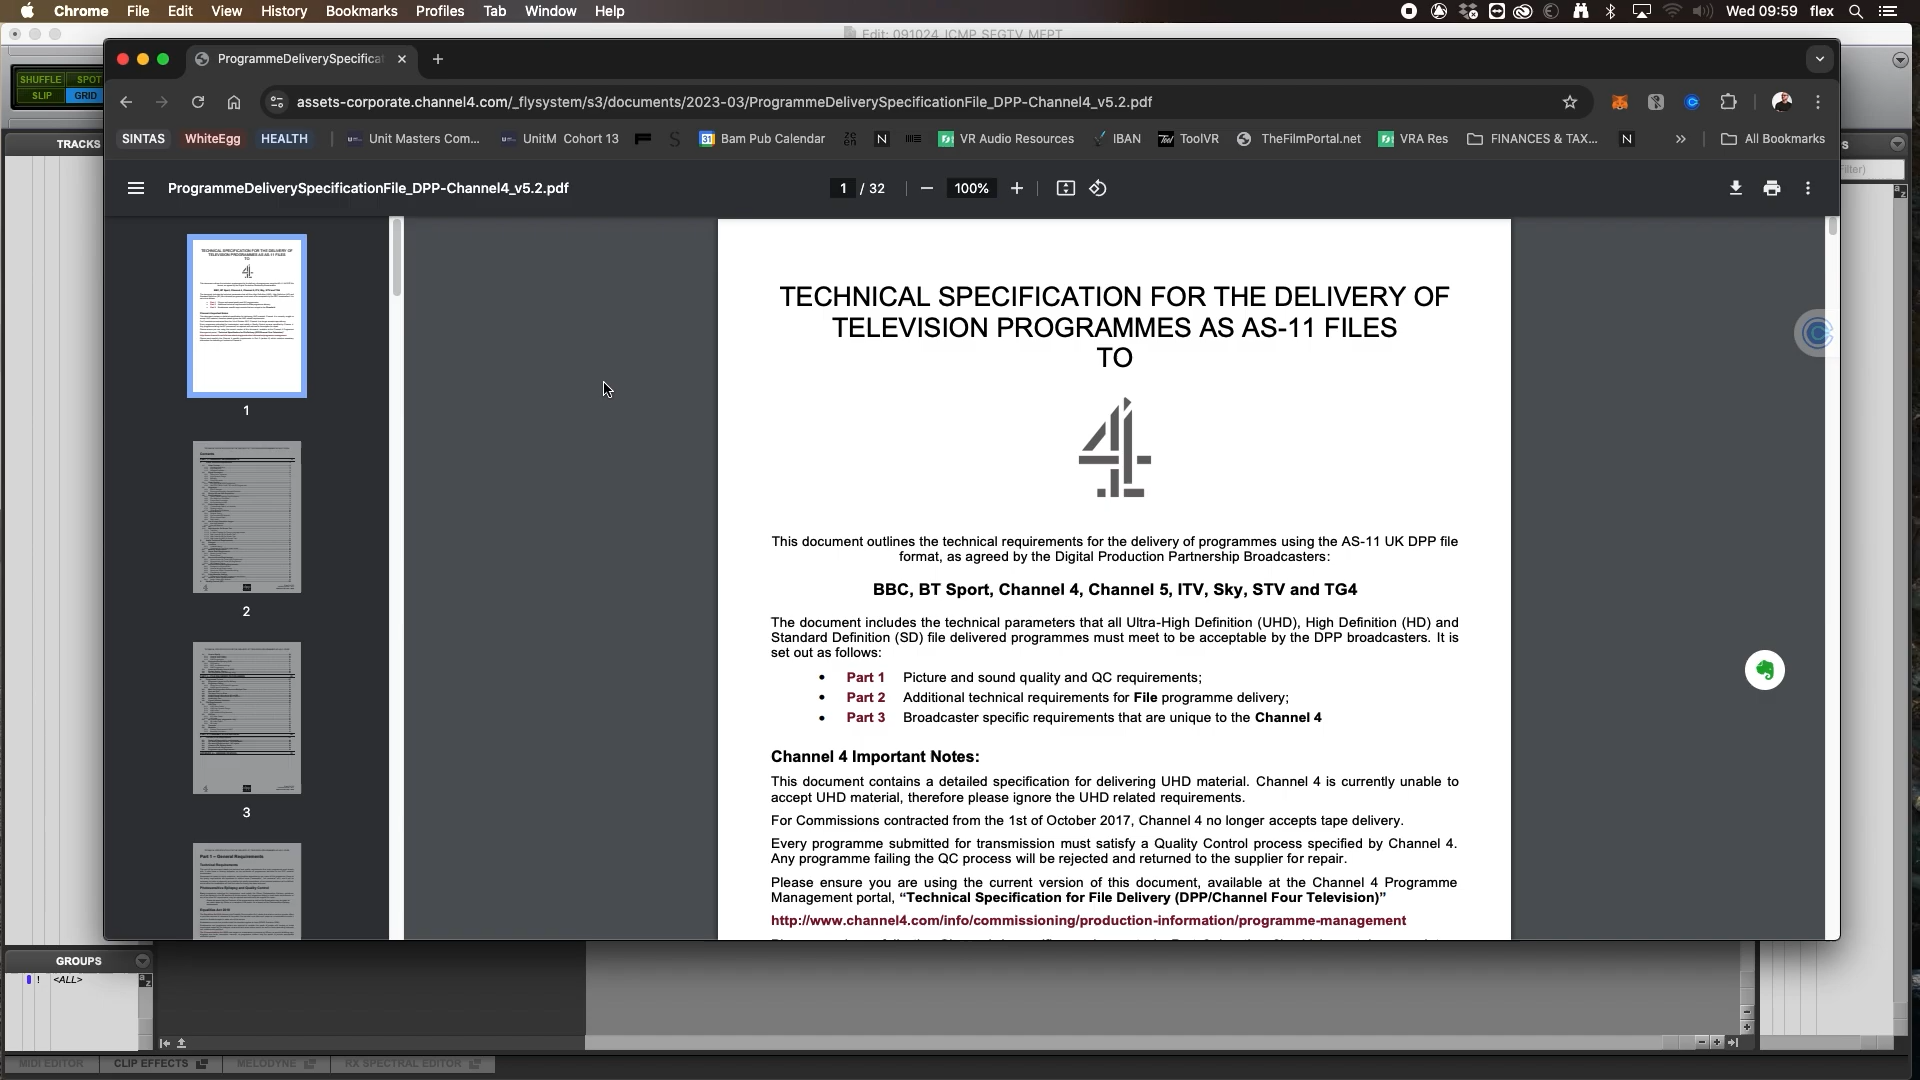 Chrome File Edit View History Bookmarks Profiles Tab Window Help Wed 09:59 flex
Edit: 091024_ICMP_SFGTV_MFPT
ProgrammeDeliverySpecifica
SHUFFLE SPOT
SLIP GRID
assets-corporate.channel4.com/_flysystem/s3/documents/2023-03/ProgrammeDeliverySpecificationFile_DPP-Channel4_v5.2.pdf
SINTAS WhiteEgg HEALTH Unit Masters Com... UnitM Cohort 13 Bam Pub Calendar VR Audio Resources IBAN ToolVR TheFilmPortal.net VRA Res FINANCES & TAX... » All Bookmarks
TRACKS
ProgrammeDeliverySpecificationFile_DPP-Channel4_v5.2.pdf 1 / 32 100%
TECHNICAL SPECIFICATION FOR THE DELIVERY OF
TELEVISION PROGRAMMES AS AS-11 FILES
TO
This document outlines the technical requirements for the delivery of programmes using the AS-11 UK DPP file
format, as agreed by the Digital Production Partnership Broadcasters:
BBC, BT Sport, Channel 4, Channel 5, ITV, Sky, STV and TG4
The document includes the technical parameters that all Ultra-High Definition (UHD), High Definition (HD) and
Standard Definition (SD) file delivered programmes must meet to be acceptable by the DPP broadcasters. It is
set out as follows:
• Part 1 Picture and sound quality and QC requirements;
• Part 2 Additional technical requirements for File programme delivery;
• Part 3 Broadcaster specific requirements that are unique to the Channel 4
Channel 4 Important Notes:
This document contains a detailed specification for delivering UHD material. Channel 4 is currently unable to
accept UHD material, therefore please ignore the UHD related requirements.
For Commissions contracted from the 1st of October 2017, Channel 4 no longer accepts tape delivery.
Every programme submitted for transmission must satisfy a Quality Control process specified by Channel 4.
Any programme failing the QC process will be rejected and returned to the supplier for repair.
Please ensure you are using the current version of this document, available at the Channel 4 Programme
Management portal, “Technical Specification for File Delivery (DPP/Channel Four Television)”
http://www.channel4.com/info/commissioning/production-information/programme-management
1
2
3
GROUPS
! <ALL>
MIDI EDITOR CLIP EFFECTS MELODYNE RX SPECTRAL EDITOR